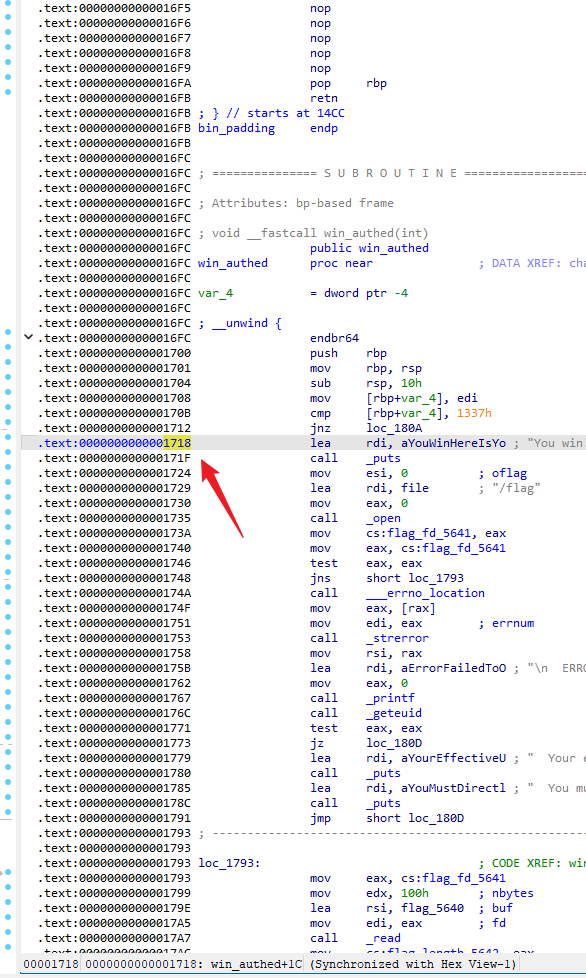 .text:00000000000016F5 nop
.text:00000000000016F6 nop
.text:00000000000016F7 nop
.text:00000000000016F8 nop
.text:00000000000016F9 nop
.text:00000000000016FA pop rbp
.text:00000000000016FB retn
.text:00000000000016FB ; } // starts at 14CC
.text:00000000000016FB bin_padding endp
.text:00000000000016FB
.text:00000000000016FC
.text:00000000000016FC ; =============== S U B R O U T I N E ==================
.text:00000000000016FC
.text:00000000000016FC ; Attributes: bp-based frame
.text:00000000000016FC
.text:00000000000016FC ; void __fastcall win_authed(int)
.text:00000000000016FC public win_authed
.text:00000000000016FC win_authed proc near ; DATA XREF: cha
.text:00000000000016FC
.text:00000000000016FC var_4 = dword ptr -4
.text:00000000000016FC
.text:00000000000016FC ; __unwind {
.text:00000000000016FC endbr64
.text:0000000000001700 push rbp
.text:0000000000001701 mov rbp, rsp
.text:0000000000001704 sub rsp, 10h
.text:0000000000001708 mov [rbp+var_4], edi
.text:000000000000170B cmp [rbp+var_4], 1337h
.text:0000000000001712 jnz loc_180A
.text:0000000000001718 lea rdi, aYouWinHereIsYo ; "You win
.text:000000000000171F call _puts
.text:0000000000001724 mov esi, 0 ; oflag
.text:0000000000001729 lea rdi, file ; "/flag"
.text:0000000000001730 mov eax, 0
.text:0000000000001735 call _open
.text:000000000000173A mov cs:flag_fd_5641, eax
.text:0000000000001740 mov eax, cs:flag_fd_5641
.text:0000000000001746 test eax, eax
.text:0000000000001748 jns short loc_1793
.text:000000000000174A call ___errno_location
.text:000000000000174F mov eax, [rax]
.text:0000000000001751 mov edi, eax ; errnum
.text:0000000000001753 call _strerror
.text:0000000000001758 mov rsi, rax
.text:000000000000175B lea rdi, aErrorFailedToO ; "\n ERRO
.text:0000000000001762 mov eax, 0
.text:0000000000001767 call _printf
.text:000000000000176C call _geteuid
.text:0000000000001771 test eax, eax
.text:0000000000001773 jz loc_180D
.text:0000000000001779 lea rdi, aYourEffectiveU ; " Your e
.text:0000000000001780 call _puts
.text:0000000000001785 lea rdi, aYouMustDirectl ; " You mu
.text:000000000000178C call _puts
.text:0000000000001791 jmp short loc_180D
.text:0000000000001793 ; ------------------------------------------------------
.text:0000000000001793
.text:0000000000001793 loc_1793: ; CODE XREF: win
.text:0000000000001793 mov eax, cs:flag_fd_5641
.text:0000000000001799 mov edx, 100h ; nbytes
.text:000000000000179E lea rsi, flag_5640 ; buf
.text:00000000000017A5 mov edi, eax ; fd
.text:00000000000017A7 call _read
.text:00000000000017AC mov cs:flag_length_5642, eax
00001718 0000000000001718: win_authed+1C (Synchronized with Hex View-1)